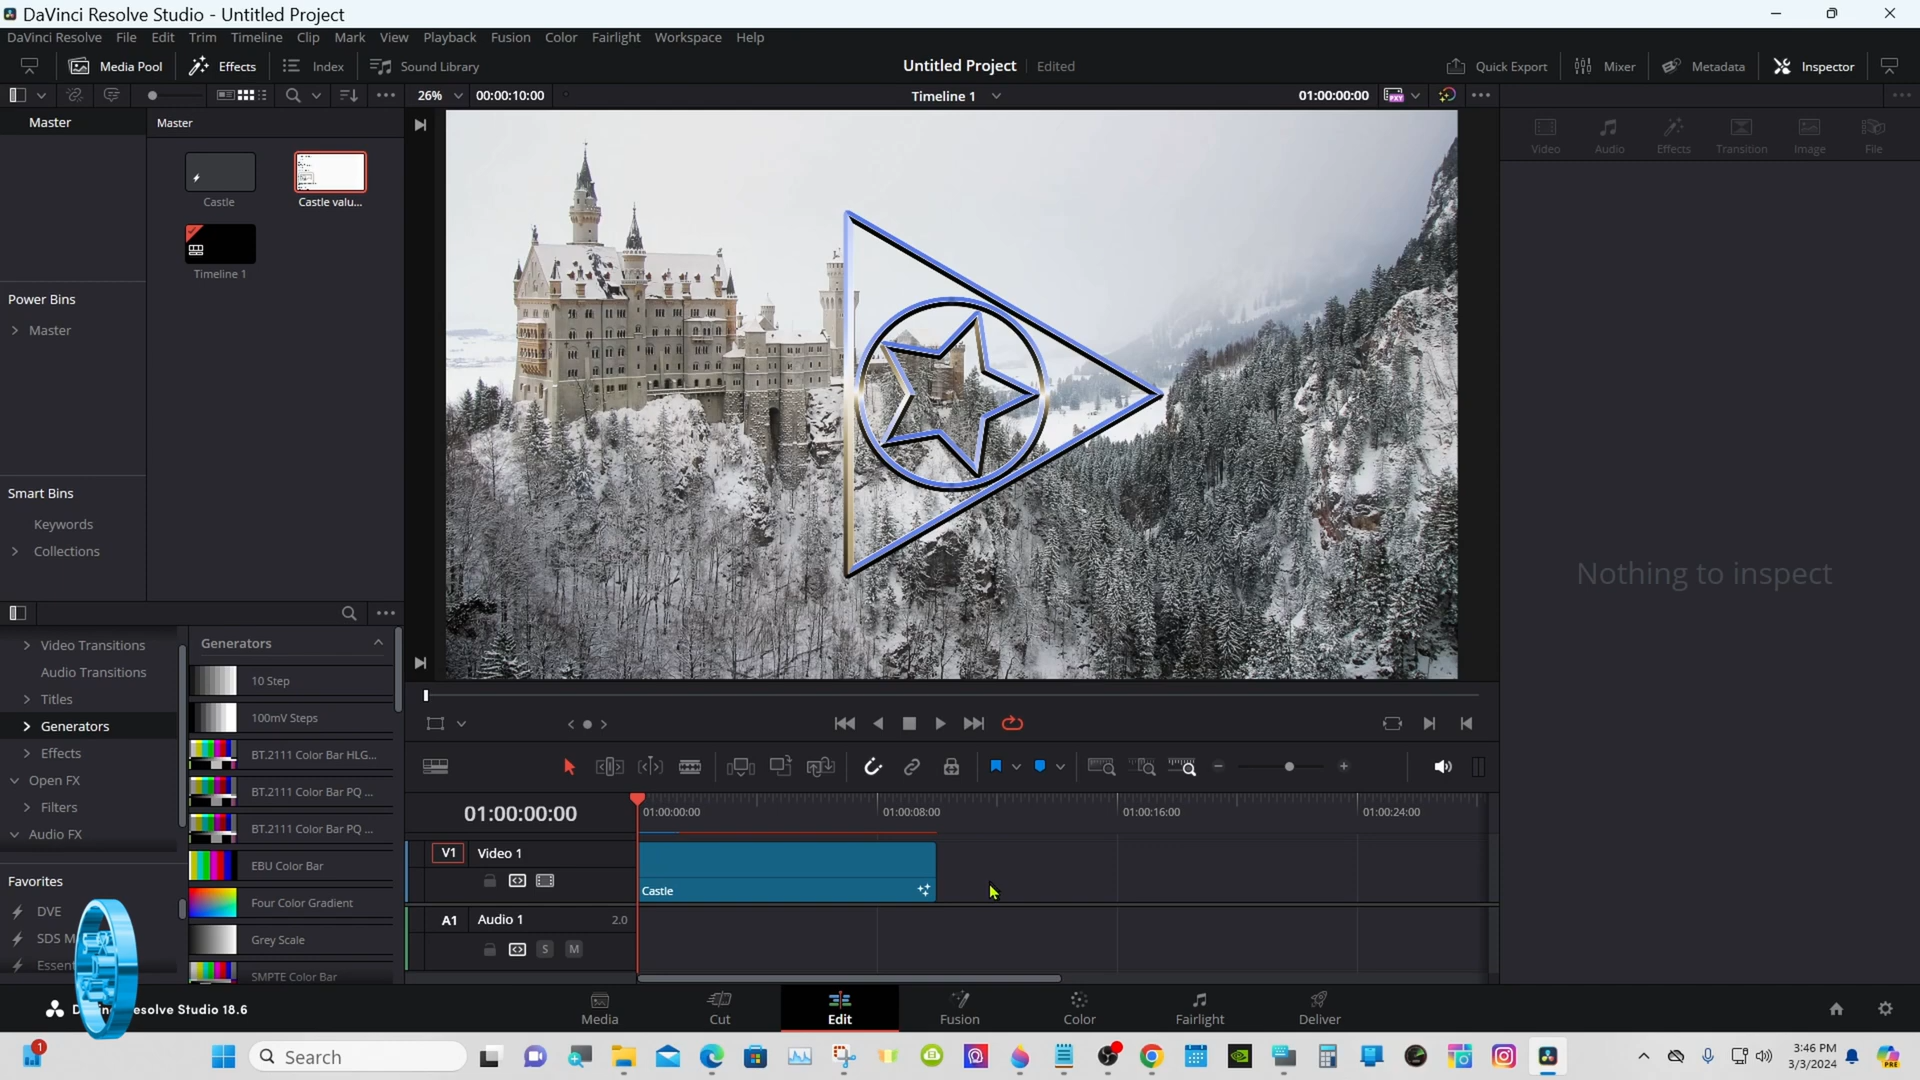 DaVinci Resolve Studio - Untitled Project
DaVinci Resolve File Edit Trim Timeline Clip Mark View Playback Fusion Color Fairlight Workspace Help
Media Pool Effects Index Sound Library Untitled Project Edited Quick Export Mixer Metadata Inspector
26% 00:00:10:00 Timeline 1 01:00:00:00
Master
Master
Castle
Castle valu...
Timeline 1
Power Bins
Master
Smart Bins
Keywords
Collections
Video Audio Effects Transition Image File
Nothing to inspect
Video Transitions
Audio Transitions
Titles
Generators
Effects
Open FX
Filters
Audio FX
Favorites
DVE
SDS M
Essen
Generators
10 Step
100mV Steps
BT.2111 Color Bar HLG...
BT.2111 Color Bar PQ ...
BT.2111 Color Bar PQ ...
EBU Color Bar
Four Color Gradient
Grey Scale
SMPTE Color Bar
01:00:00:00
01:00:00:00 01:00:08:00 01:00:16:00 01:00:24:00
V1 Video 1
Castle
A1 Audio 1 2.0
S M
esolve Studio 18.6
Media Cut Edit Fusion Color Fairlight Deliver
1
Search
3:46 PM
3/3/2024
PRE